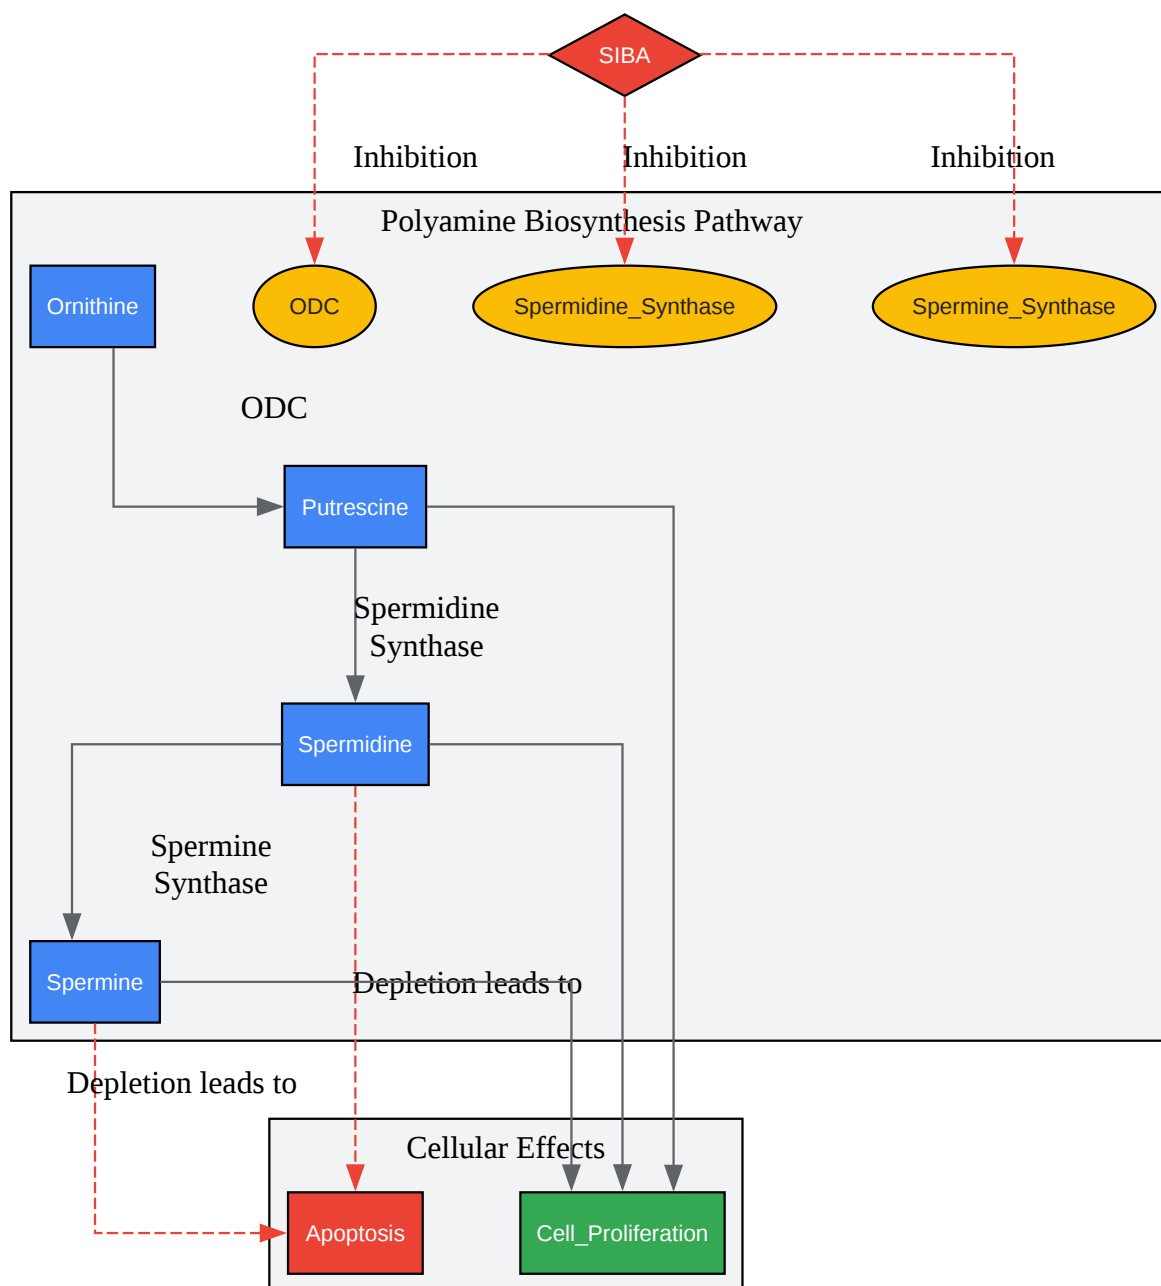 SIBA
Inhibition
Inhibition
Inhibition
Polyamine Biosynthesis Pathway
Ornithine
ODC
Spermidine_Synthase
Spermine_Synthase
ODC
Putrescine
Spermidine
Synthase
Spermidine
Spermine
Synthase
Spermine
Depletion leads to
Depletion leads to
Cellular Effects
Apoptosis
Cell_Proliferation